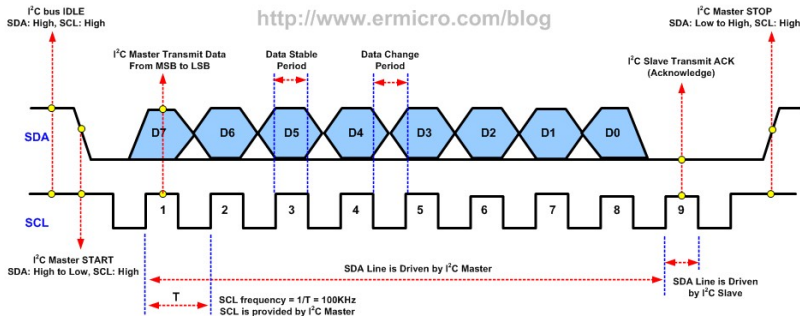 http://www.ermicro.com/blog
I²C bus IDLE
SDA: High, SCL: High
I²C Master STOP
SDA: Low to High, SCL: High
I²C Master Transmit Data
From MSB to LSB
Data Stable
Period
Data Change
Period
I²C Slave Transmit ACK
(Acknowledge)
SDA
D7 D6 D5 D4 D3 D2 D1 D0
SCL
1 2 3 4 5 6 7 8 9
I²C Master START
SDA: High to Low, SCL: High
SDA Line is Driven by I²C Master
SDA Line is Driven
by I²C Slave
T
SCL frequency = 1/T = 100KHz
SCL is provided by I²C Master